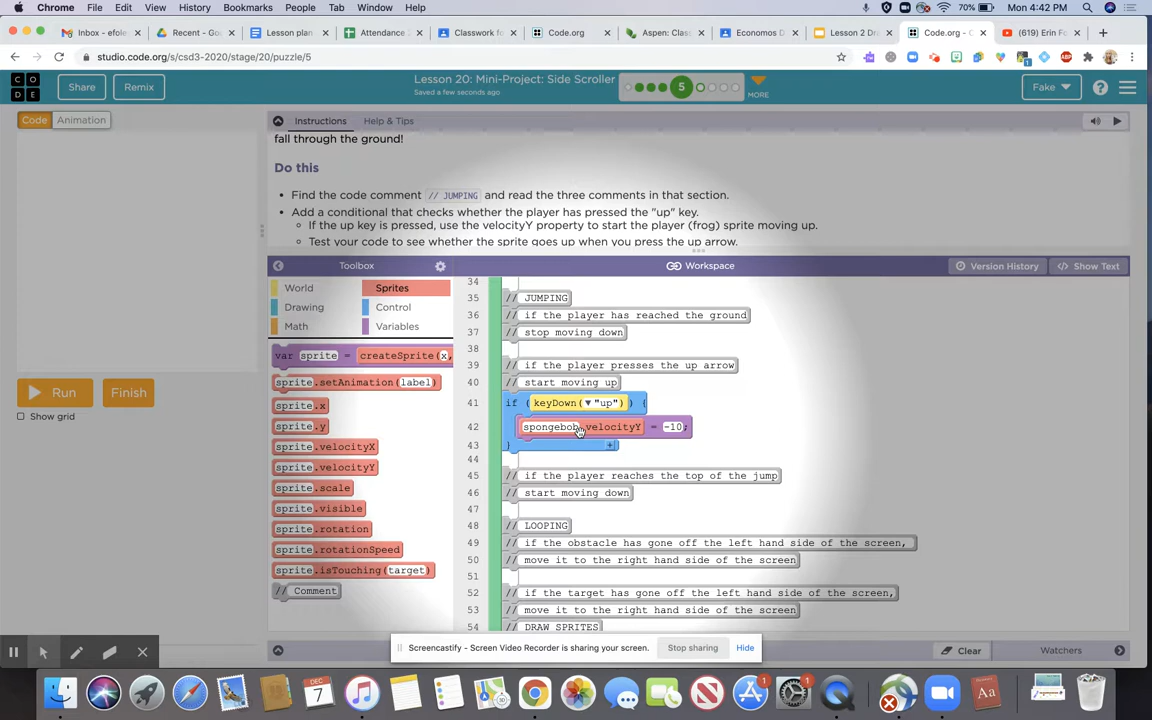 Chrome File Edit View History Bookmarks People Tab Window Help 70% Mon 4:42 PM
Inbox - efole Recent - Goo Lesson plan Attendance Classwork f Code.org Aspen: Clas Economos D Lesson 2 Dr Code.org - G (619) Erin Fo
studio.code.org/s/csd3-2020/stage/20/puzzle/5
CODE Share Remix Lesson 20: Mini-Project: Side Scroller 5 MORE Fake
Saved a few seconds ago
Code Animation Instructions Help & Tips
fall through the ground!
Do this
Find the code comment // JUMPING and read the three comments in that section.
Add a conditional that checks whether the player has pressed the "up" key.
If the up key is pressed, use the velocityY property to start the player (frog) sprite moving up.
Test your code to see whether the sprite goes up when you press the up arrow.
Toolbox Workspace Version History </> Show Text
World Sprites
Drawing Control
Math Variables
var sprite = createSprite(x,
sprite.setAnimation(label)
sprite.x
sprite.y
sprite.velocityX
sprite.velocityY
sprite.scale
sprite.visible
sprite.rotation
sprite.rotationSpeed
sprite.isTouching(target)
// Comment
34
35 // JUMPING
36 // if the player has reached the ground
37 // stop moving down
38
39 // if the player presses the up arrow
40 // start moving up
41 if (keyDown("up")) {
42 spongebob.velocityY = -10;
43 }
44
45 // if the player reaches the top of the jump
46 // start moving down
47
48 // LOOPING
49 // if the obstacle has gone off the left hand side of the screen,
50 // move it to the right hand side of the screen
51
52 // if the target has gone off the left hand side of the screen,
53 // move it to the right hand side of the screen
54 // DRAW SPRITES
Run Finish
Show grid
Screencastify - Screen Video Recorder is sharing your screen. Stop sharing Hide
Clear Watchers
DEC 7
1
1
Aa